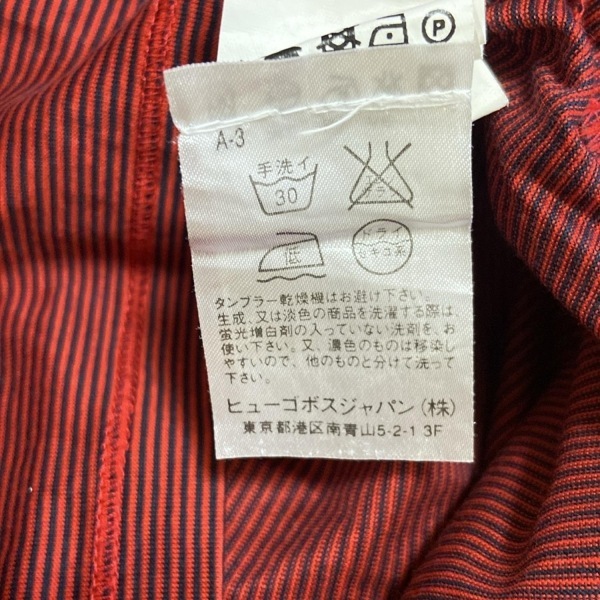 P
A-3
手洗イ
30
エンソ
サラシ
低
ドライ
セキユ系
タンブラー乾燥機はお避け下さい。
生成、又は淡色の商品を洗濯する際は、
蛍光増白剤の入っていない洗剤を、お
使い下さい。又、濃色のものは移染し
やすいので、他のものと分けて洗って
下さい。
ヒューゴボスジャパン(株)
東京都港区南青山5-2-1 3F